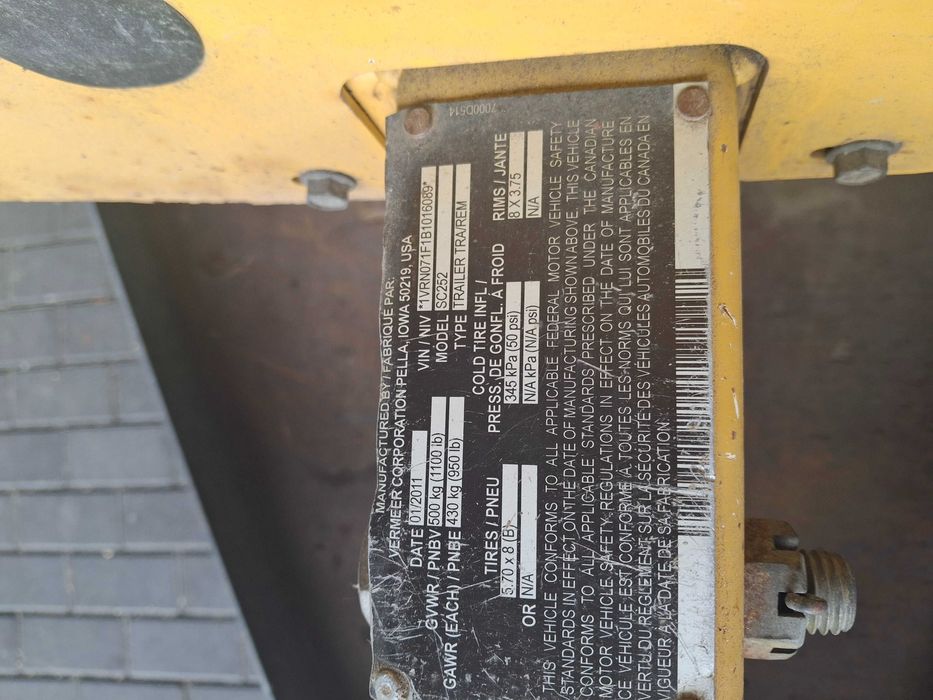 7000D514
MANUFACTURED BY / FABRIQUE PAR:
VERMEER CORPORATION PELLA, IOWA 50219, USA
DATE 01/2011 VIN / NIV *1VRN071F1B1016089*
GVWR / PNBV 500 kg (1100 lb) MODEL SC252
GAWR (EACH) / PNBE 430 kg (950 lb) TYPE TRAILER TRA/REM
COLD TIRE INFL /
TIRES / PNEU PRESS. DE GONFL. À FROID RIMS / JANTE
5.70 x 8 (B) 345 kPa (50 psi) 8 X 3.75
OR N/A N/A kPa (N/A psi) N/A
THIS VEHICLE CONFORMS TO ALL APPLICABLE FEDERAL MOTOR VEHICLE SAFETY
STANDARDS IN EFFECT ON THE DATE OF MANUFACTURING SHOWN ABOVE. THIS VEHICLE
CONFORMS TO ALL APPLICABLE STANDARDS PRESCRIBED UNDER THE CANADIAN
MOTOR VEHICLE SAFETY REGULATIONS IN EFFECT ON THE DATE OF MANUFACTURE
CE VEHICULE EST CONFORME À TOUTES LES NORMS QUI LUI SONT APPLICABLES EN
VERTU DU RÈGLEMENT SUR LA SÉCURITÉ DES VÉHICULES AUTOMOBILES DU CANADA EN
VIGUEUR A LA DATE DE SA FABRICATION.